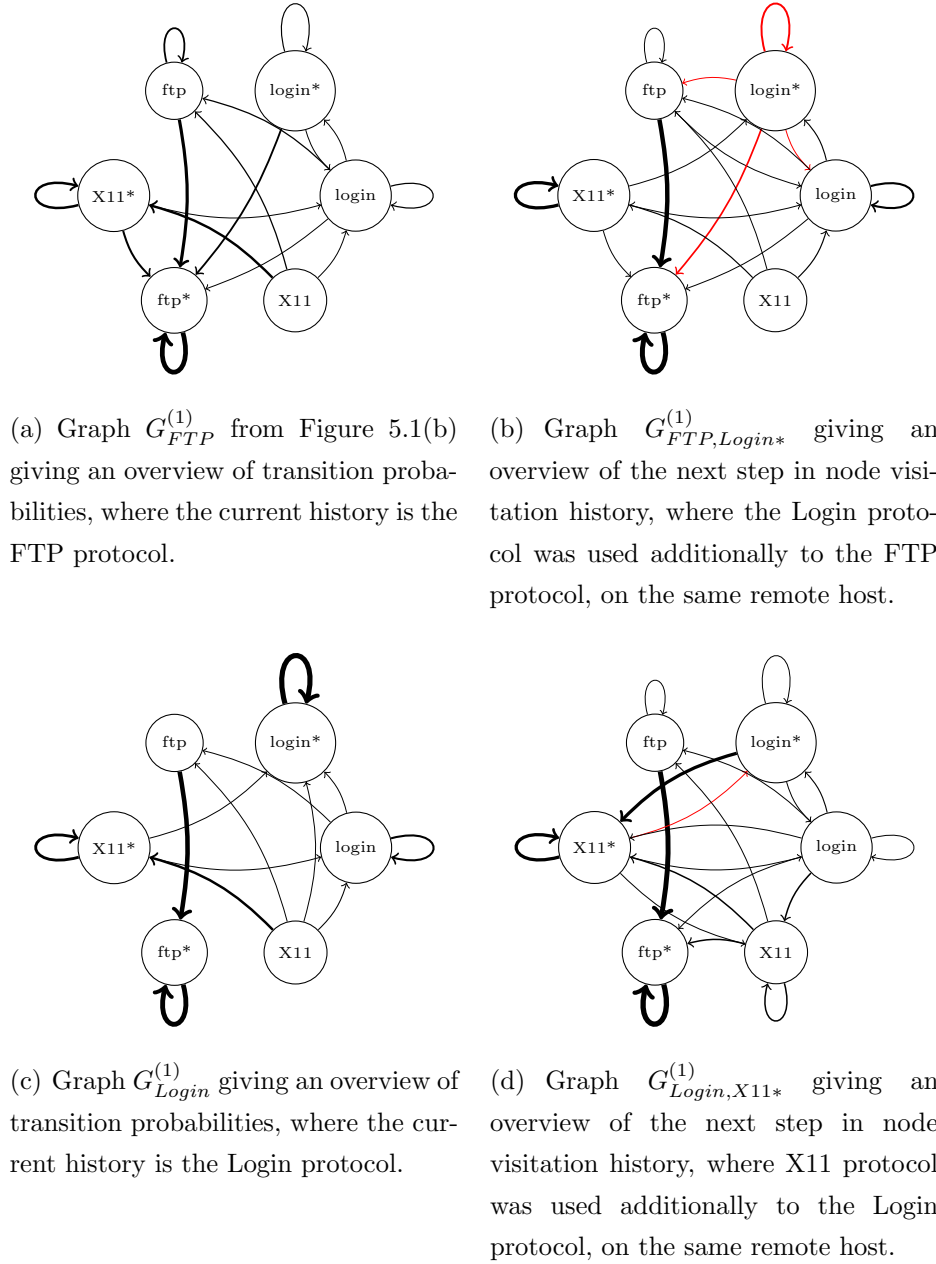 ftp
login*
X11*
login
ftp*
X11
ftp
login*
X11*
login
ftp*
X11
(a) Graph G^{(1)}_{FTP} from Figure 5.1(b)
giving an overview of transition proba-
bilities, where the current history is the
FTP protocol.
(b) Graph G^{(1)}_{FTP,Login*} giving an
overview of the next step in node visi-
tation history, where the Login proto-
col was used additionally to the FTP
protocol, on the same remote host.
ftp
login*
X11*
login
ftp*
X11
ftp
login*
X11*
login
ftp*
X11
(c) Graph G^{(1)}_{Login} giving an overview of
transition probabilities, where the cur-
rent history is the Login protocol.
(d) Graph G^{(1)}_{Login,X11*} giving an
overview of the next step in node
visitation history, where X11 protocol
was used additionally to the Login
protocol, on the same remote host.